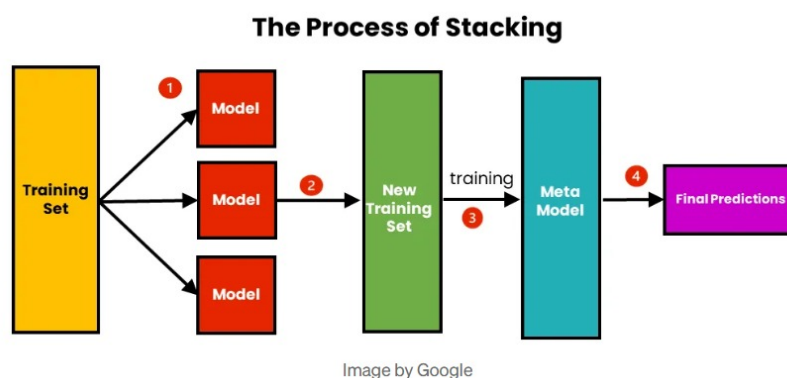 The Process of Stacking
1
Model
Training
Set
Model
2
New
Training
Set
training
3
Meta
Model
4
Final Predictions
Model
Image by Google